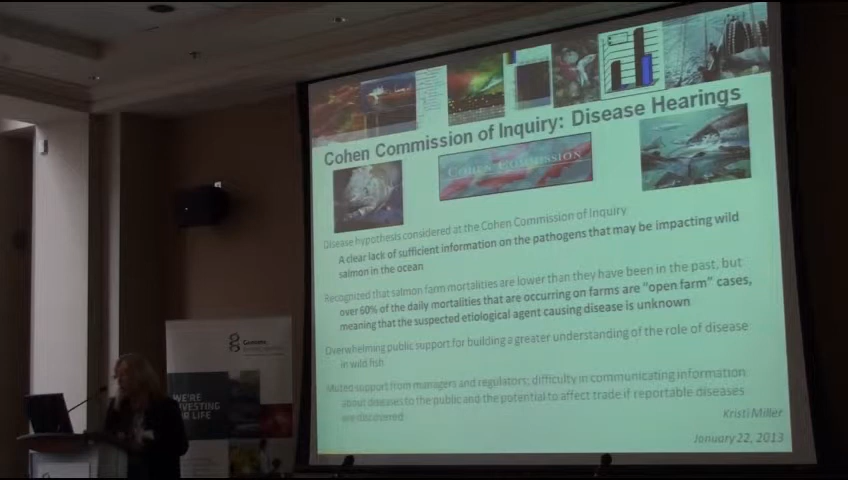 Cohen Commission of Inquiry: Disease Hearings
COHEN COMMISSION
Disease hypothesis considered at the Cohen Commission of Inquiry
A clear lack of sufficient information on the pathogens that may be impacting wild
salmon in the ocean
Recognized that salmon farm mortalities are lower than they have been in the past, but
over 60% of the daily mortalities that are occurring on farms are "open farm" cases,
meaning that the suspected etiological agent causing disease is unknown
Overwhelming public support for building a greater understanding of the role of disease
in wild fish
Muted support from managers and regulators; difficulty in communicating information
about diseases to the public and the potential to affect trade if reportable diseases
are discovered
Kristi Miller
January 22, 2013
WE'RE
INVESTING
FOR LIFE